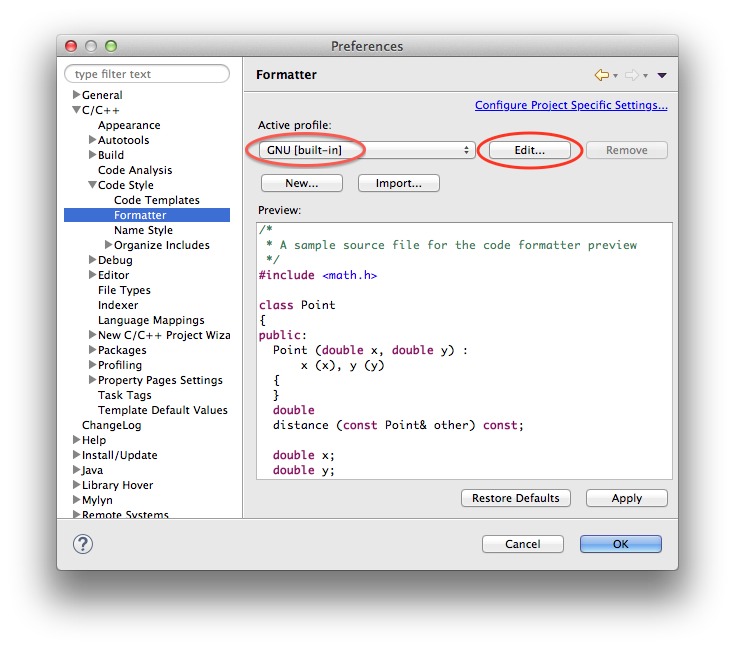 Preferences
type filter text
General
C/C++
Appearance
Autotools
Build
Code Analysis
Code Style
Code Templates
Formatter
Name Style
Organize Includes
Debug
Editor
File Types
Indexer
Language Mappings
New C/C++ Project Wiza
Packages
Profiling
Property Pages Settings
Task Tags
Template Default Values
ChangeLog
Help
Install/Update
Java
Library Hover
Mylyn
Remote Systems
Formatter
Configure Project Specific Settings...
Active profile:
GNU [built-in] Edit... Remove
New... Import...
Preview:
/*
 * A sample source file for the code formatter preview
 */
#include <math.h>

class Point
{
public:
  Point (double x, double y) :
      x (x), y (y)
  {
  }
  double
  distance (const Point& other) const;

  double x;
  double y;
Restore Defaults Apply
? Cancel OK